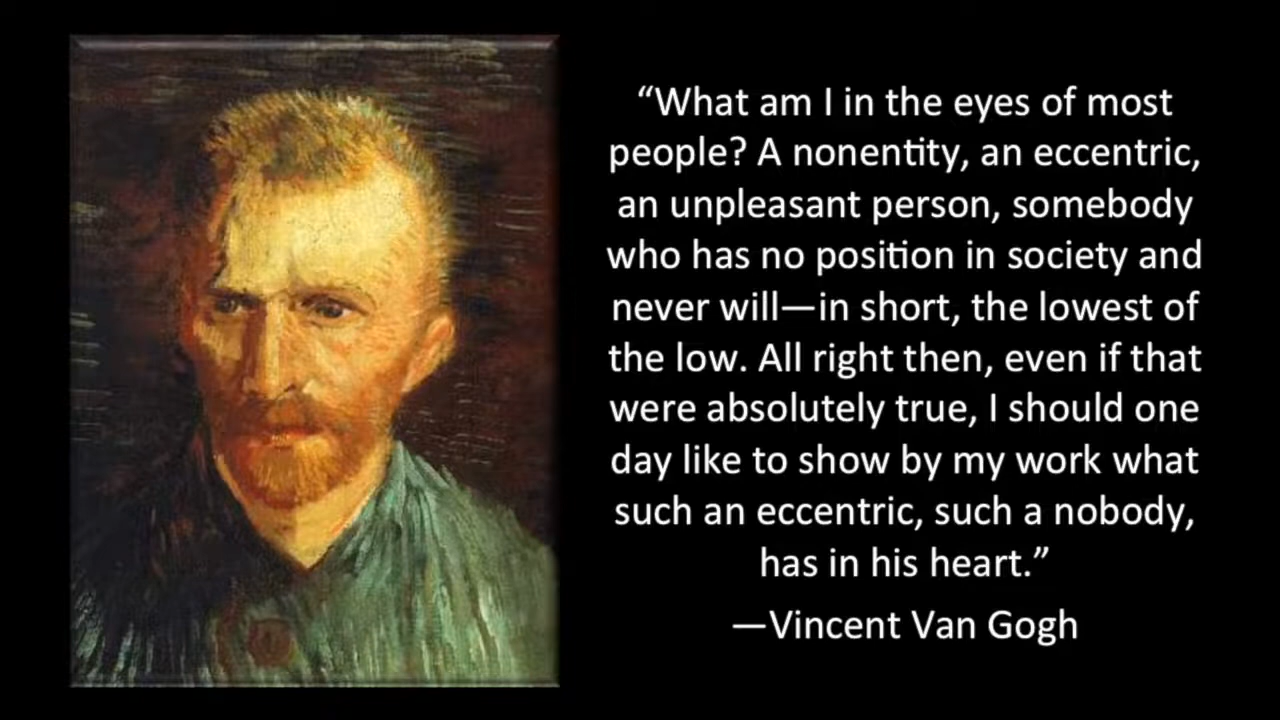 “What am I in the eyes of most
people? A nonentity, an eccentric,
an unpleasant person, somebody
who has no position in society and
never will—in short, the lowest of
the low. All right then, even if that
were absolutely true, I should one
day like to show by my work what
such an eccentric, such a nobody,
has in his heart.”
—Vincent Van Gogh